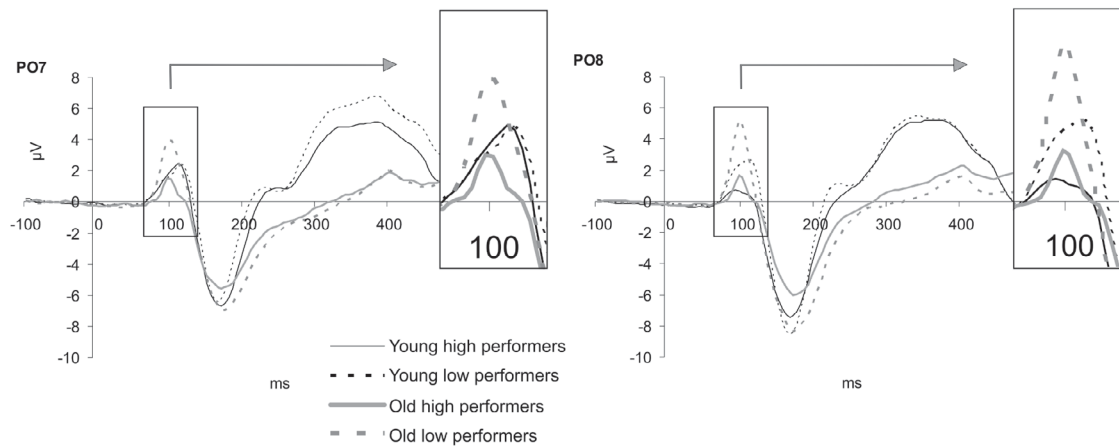 PO7
8
6
4
2
0
-2
-4
-6
-8
-10
μV
-100 0 100 200 300 400
ms
100
PO8
8
6
4
2
0
-2
-4
-6
-8
-10
μV
-100 0 100 200 300 400
ms
100
Young high performers
Young low performers
Old high performers
Old low performers